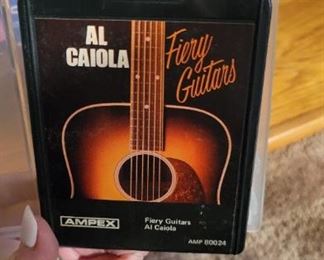 AL
CAIOLA
Fiery
Guitars
AMPEX
Fiery Guitars
Al Caiola
AMP 80024